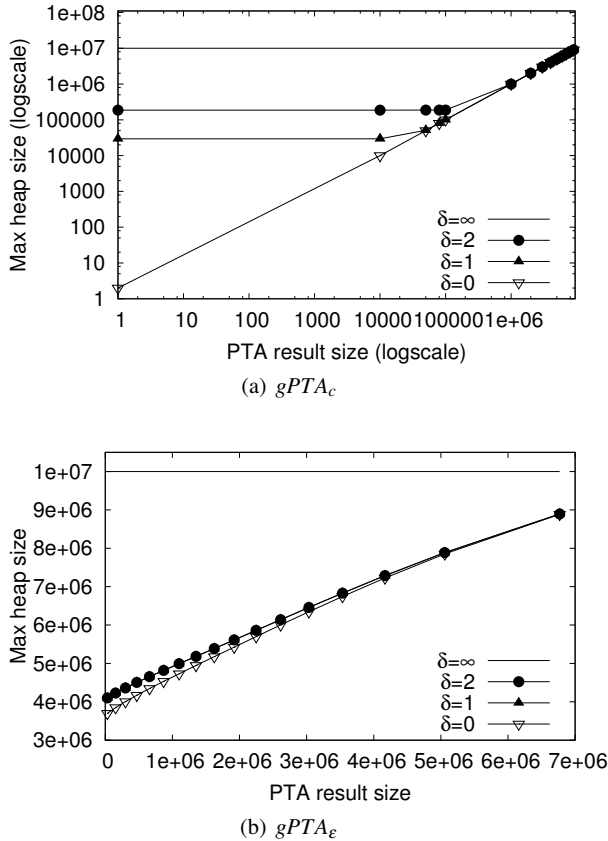 Max heap size (logscale)
1e+07
1e+06
100000
10000
1000
100
10
1
δ=∞
δ=2
δ=1
δ=0
1 10 100 1000 10000 1000001e+06
PTA result size (logscale)
(a) gPTAc
Max heap size
1e+07
9e+06
8e+06
7e+06
6e+06
5e+06
4e+06
3e+06
δ=∞
δ=2
δ=1
δ=0
0 1e+06 2e+06 3e+06 4e+06 5e+06 6e+06 7e+06
PTA result size
(b) gPTAε